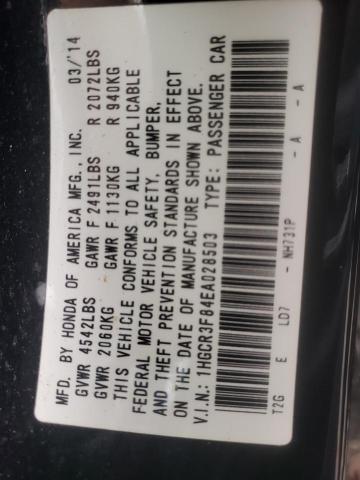 MFD. BY HONDA OF AMERICA MFG., INC. 03/'14
GVWR 4542LBS GAWR F 2491LBS R 2072LBS
GVWR 2060KG GAWR F 1130KG R 940KG
THIS VEHICLE CONFORMS TO ALL APPLICABLE
FEDERAL MOTOR VEHICLE SAFETY, BUMPER,
AND THEFT PREVENTION STANDARDS IN EFFECT
ON THE DATE OF MANUFACTURE SHOWN ABOVE.
V.I.N.: 1HGCR3F84EA028503 TYPE: PASSENGER CAR
T2G E LD7 - NH731P - A - A